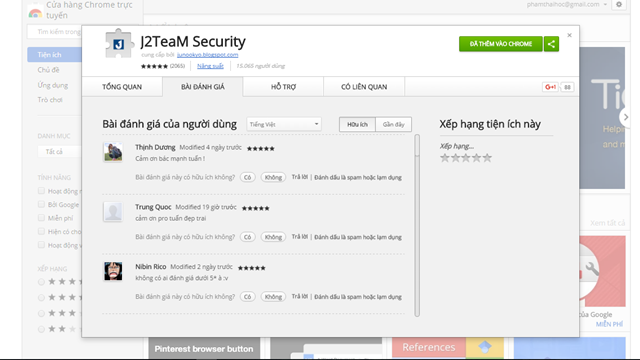 Cửa hàng Chrome trực
tuyến
phamhaihoc@gmail.com
Tìm kiếm trong
Tiện ích
Chủ đề
Ứng dụng
Trò chơi
DANH MỤC
Tất cả
TÍNH NĂNG
Hoạt động n
Bởi Google
Miễn phí
Hiện có cho
Hoạt động v
XẾP HẠNG
J2TeaM Security
cung cấp bởi junookyo.blogspot.com
★★★★★ (2065) | Năng suất | 15.065 người dùng
ĐÃ THÊM VÀO CHROME
TỔNG QUAN
BÀI ĐÁNH GIÁ
HỖ TRỢ
CÓ LIÊN QUAN
G+1 88
Bài đánh giá của người dùng
Tiếng Việt
Hữu ích
Gần đây
Xếp hạng tiện ích này
Xếp hạng...
Thịnh Dương Modified 4 ngày trước ★★★★★
Cảm ơn bác mạnh tuấn !
Bài đánh giá này có hữu ích không? Có Không Trả lời | Đánh dấu là spam hoặc lạm dụng
Trung Quoc Modified 19 giờ trước ★★★★★
cảm ơn pro tuấn đẹp trai
Bài đánh giá này có hữu ích không? Có Không Trả lời | Đánh dấu là spam hoặc lạm dụng
Nibin Rico Modified 2 ngày trước ★★★★★
không có ai đánh giá dưới 5* à :v
Bài đánh giá này có hữu ích không? Có Không Trả lời | Đánh dấu là spam hoặc lạm dụng
Tic
Helpi
and m
Xem tất cả
của Google
MIỄN PHÍ
Pinterest browser button
References